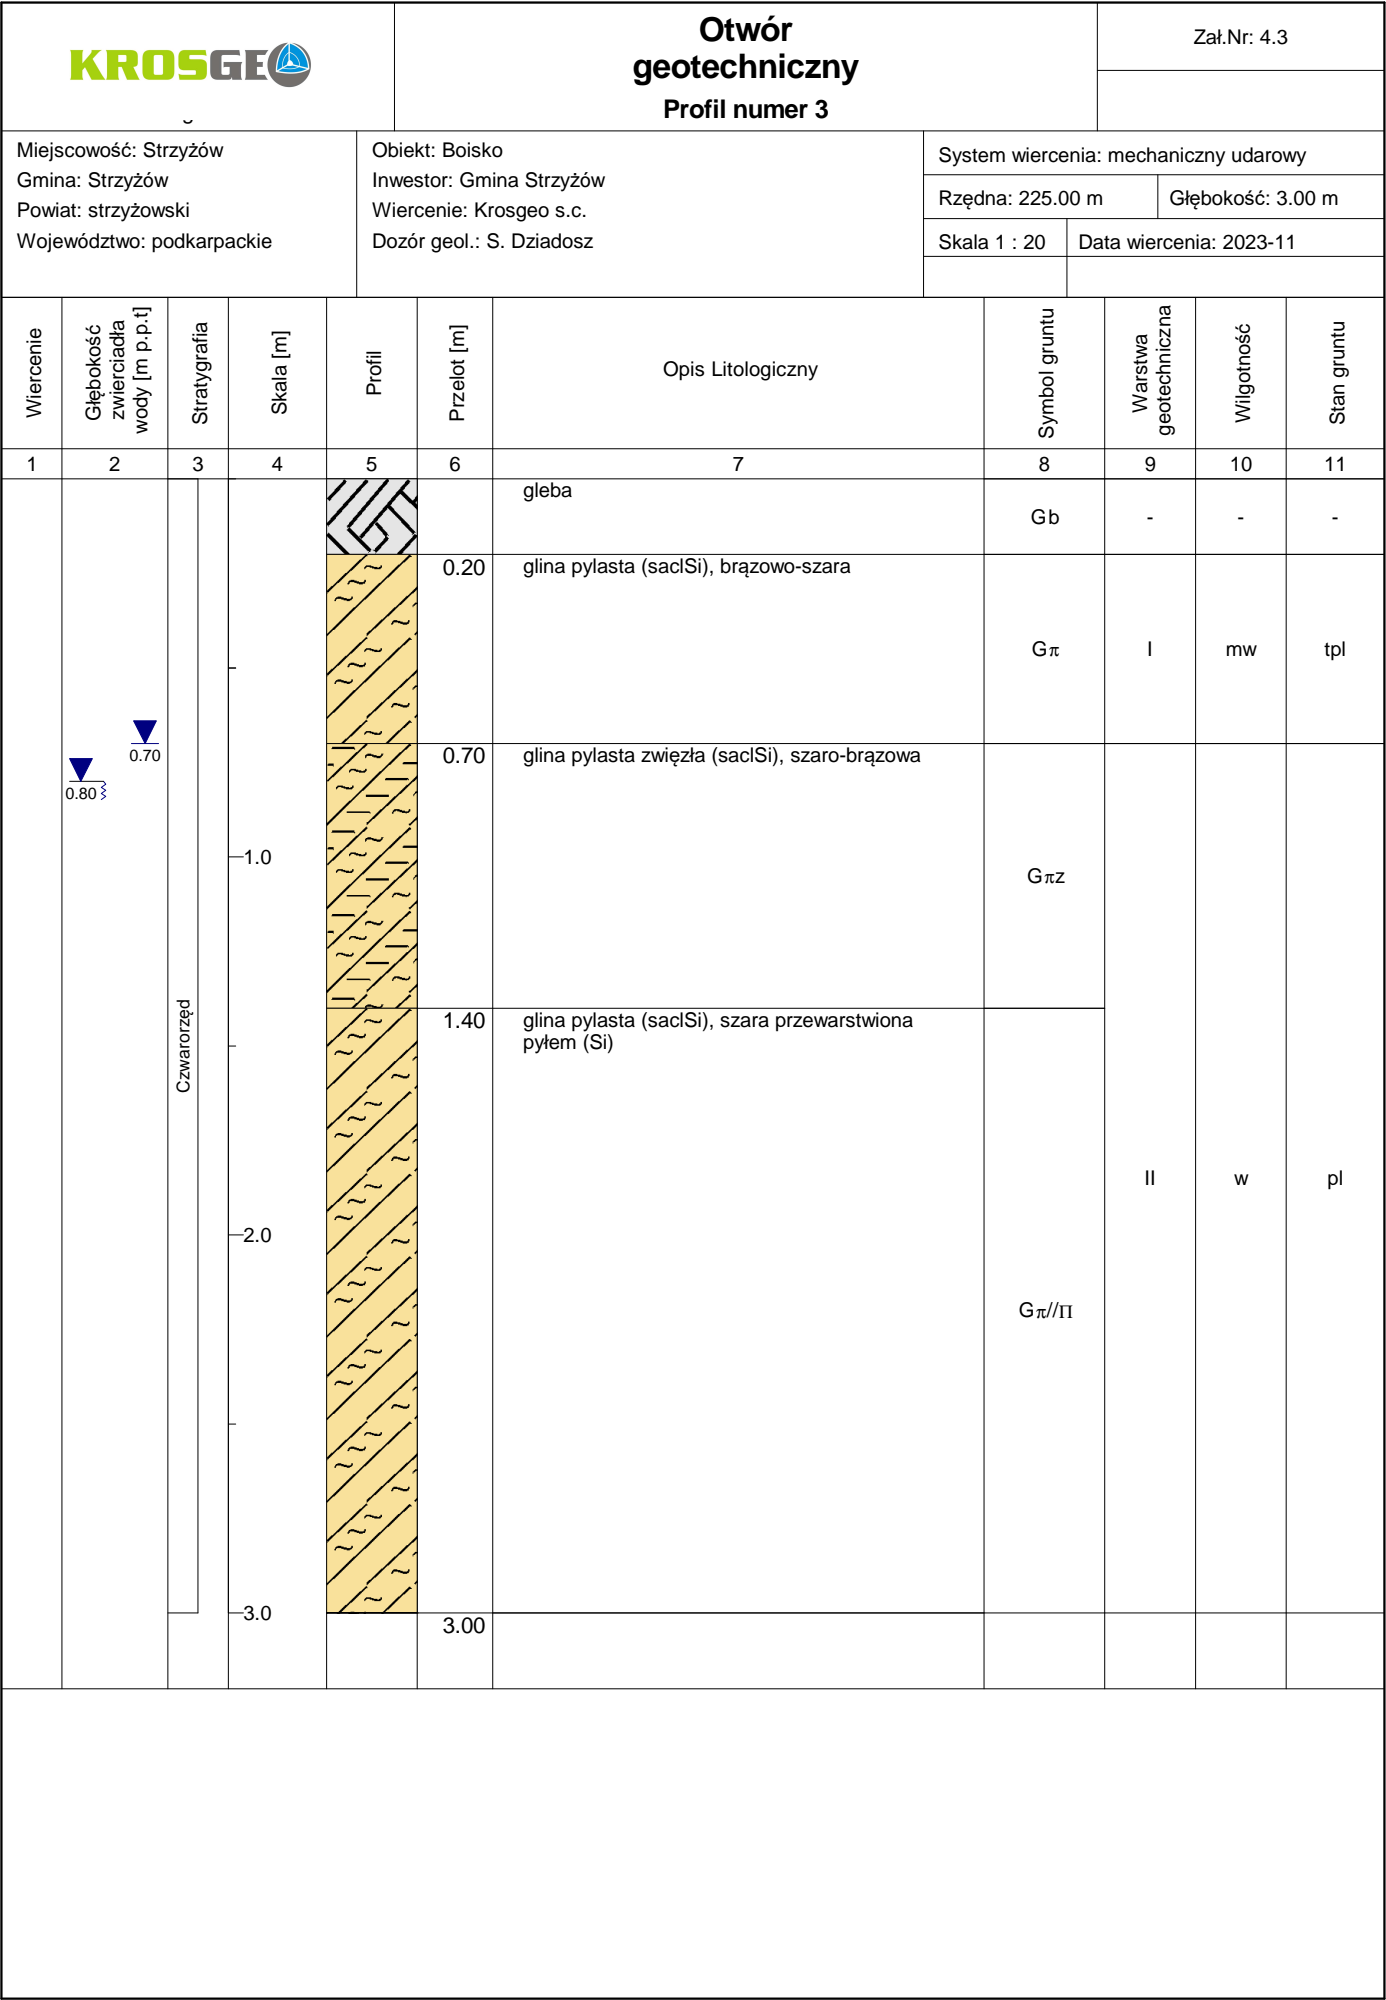 KROSGEO
Otwór
geotechniczny
Profil numer 3
Zał.Nr: 4.3
Miejscowość: Strzyżów
Gmina: Strzyżów
Powiat: strzyżowski
Województwo: podkarpackie
Obiekt: Boisko
Inwestor: Gmina Strzyżów
Wiercenie: Krosgeo s.c.
Dozór geol.: S. Dziadosz
System wiercenia: mechaniczny udarowy
Rzędna: 225.00 m
Głębokość: 3.00 m
Skala 1 : 20
Data wiercenia: 2023-11
Wiercenie
Głębokość
zwierciadła
wody [m p.p.t]
Stratygrafia
Skala [m]
Profil
Przelot [m]
Opis Litologiczny
Symbol gruntu
Warstwa
geotechniczna
Wilgotność
Stan gruntu
1 2 3 4 5 6 7 8 9 10 11
gleba
Gb - - -
0.20 glina pylasta (saclSi), brązowo-szara
Gπ I mw tpl
0.70
0.80
0.70 glina pylasta zwięzła (saclSi), szaro-brązowa
1.0
Gπz
Czwarorzęd
1.40 glina pylasta (saclSi), szara przewarstwiona
pyłem (Si)
II w pl
2.0
Gπ//Π
3.0
3.00